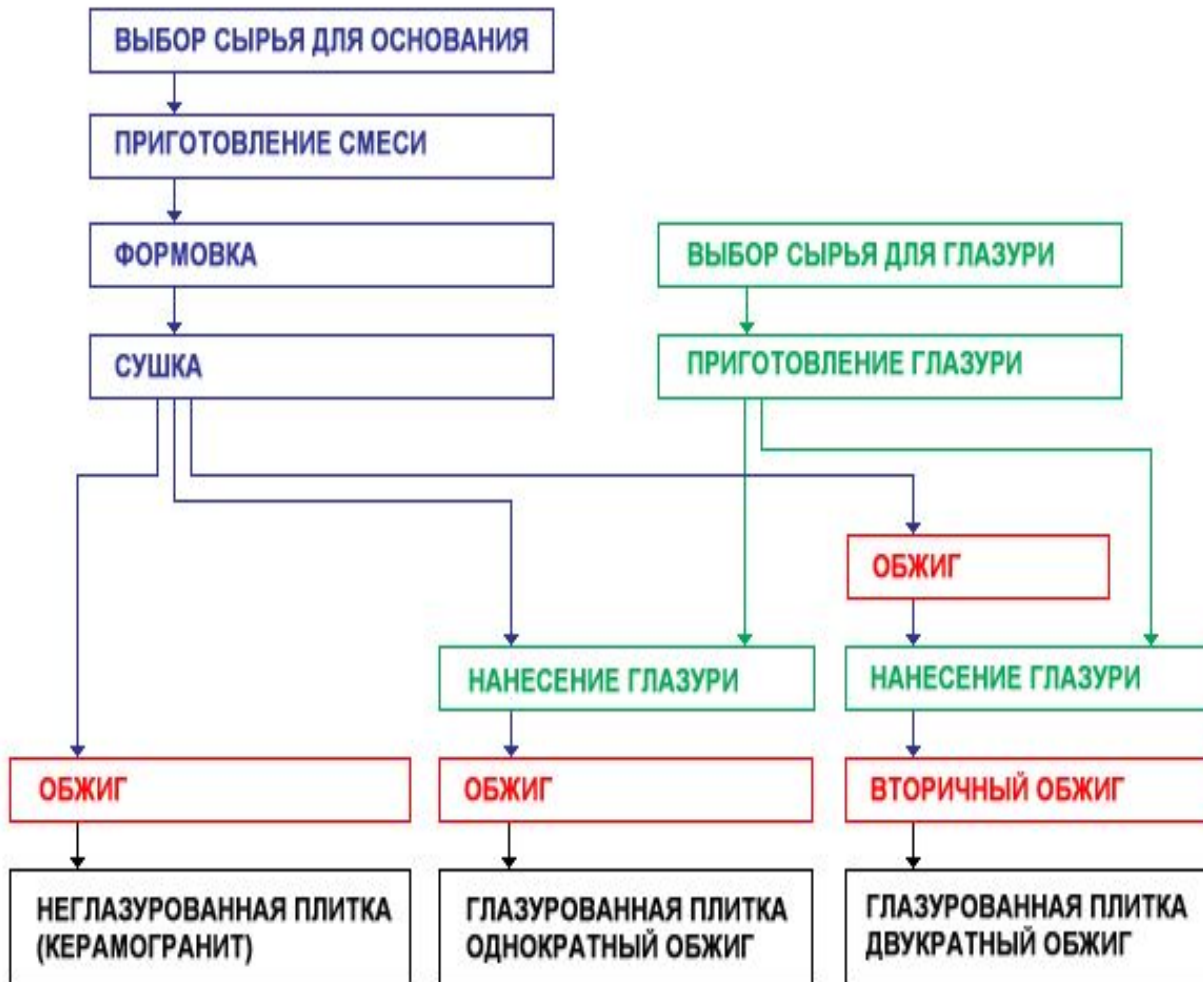 ВЫБОР СЫРЬЯ ДЛЯ ОСНОВАНИЯ
ПРИГОТОВЛЕНИЕ СМЕСИ
ФОРМОВКА
ВЫБОР СЫРЬЯ ДЛЯ ГЛАЗУРИ
СУШКА
ПРИГОТОВЛЕНИЕ ГЛАЗУРИ
ОБЖИГ
НАНЕСЕНИЕ ГЛАЗУРИ
НАНЕСЕНИЕ ГЛАЗУРИ
ОБЖИГ
ОБЖИГ
ВТОРИЧНЫЙ ОБЖИГ
НЕГЛАЗУРОВАННАЯ ПЛИТКА
(КЕРАМОГРАНИТ)
ГЛАЗУРОВАННАЯ ПЛИТКА
ОДНОКРАТНЫЙ ОБЖИГ
ГЛАЗУРОВАННАЯ ПЛИТКА
ДВУКРАТНЫЙ ОБЖИГ